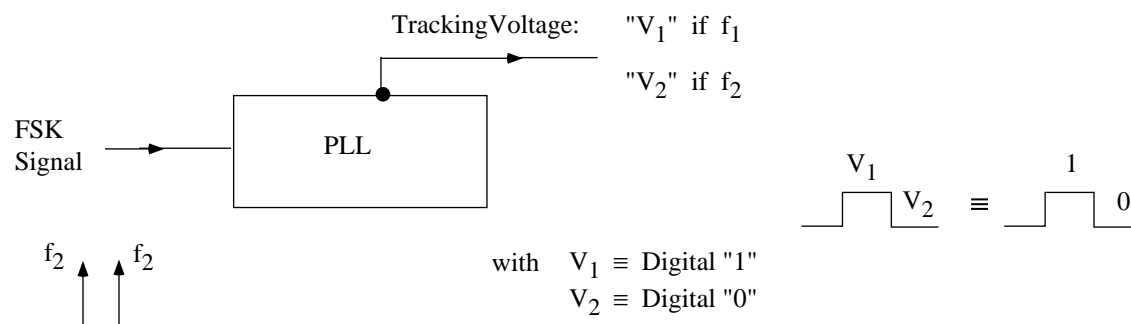 TrackingVoltage: "V1" if f1
"V2" if f2
FSK
Signal
PLL
V1
V2
≡
1
0
f2 f2
with V1 ≡ Digital "1"
V2 ≡ Digital "0"